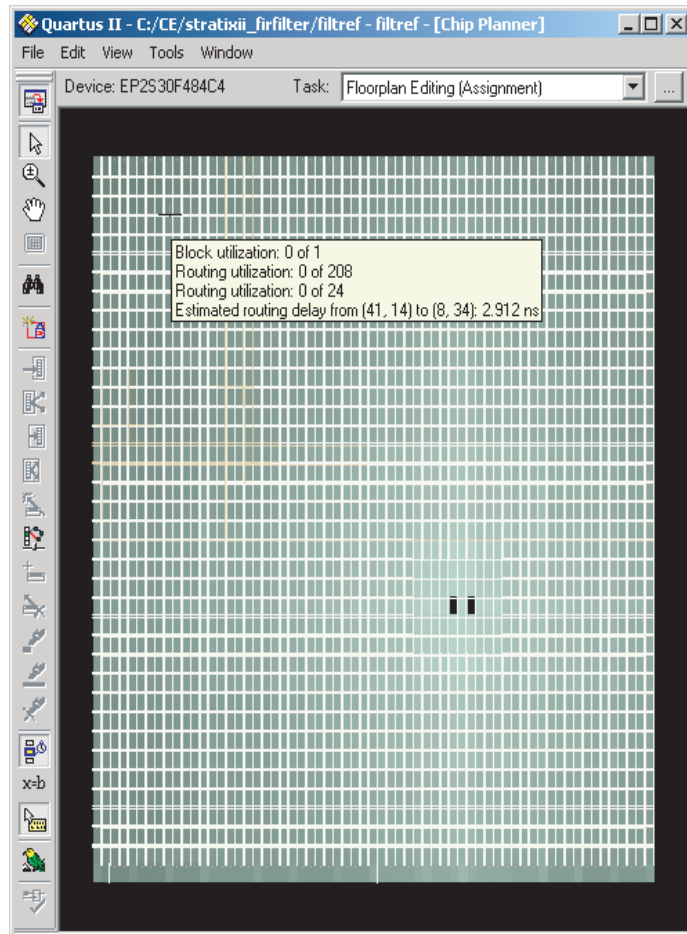 Quartus II - C:/CE/stratixii_firfilter/filtref - filtref - [Chip Planner]
File Edit View Tools Window
Device: EP2S30F484C4 Task: Floorplan Editing (Assignment) ...
Block utilization: 0 of 1
Routing utilization: 0 of 208
Routing utilization: 0 of 24
Estimated routing delay from (41, 14) to (8, 34): 2.912 ns
x=b